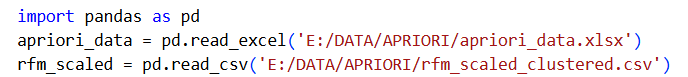 import pandas as pd
apriori_data = pd.read_excel('E:/DATA/APRIORI/apriori_data.xlsx')
rfm_scaled = pd.read_csv('E:/DATA/APRIORI/rfm_scaled_clustered.csv')